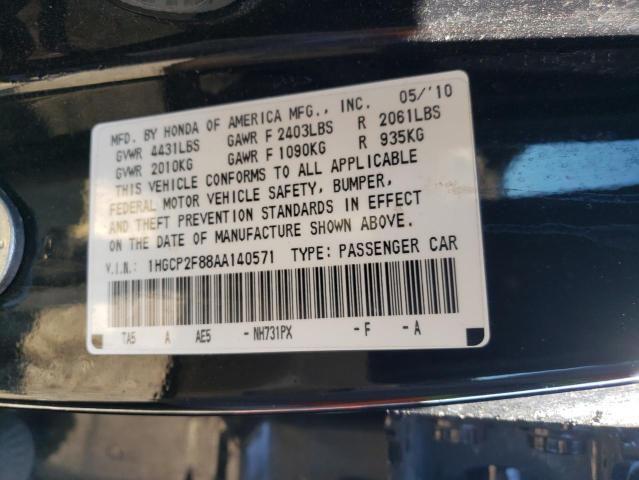 MFD. BY HONDA OF AMERICA MFG., INC. 05/'10
GVWR 4431LBS GAWR F 2403LBS R 2061LBS
GVWR 2010KG GAWR F 1090KG R 935KG
THIS VEHICLE CONFORMS TO ALL APPLICABLE
FEDERAL MOTOR VEHICLE SAFETY, BUMPER,
AND THEFT PREVENTION STANDARDS IN EFFECT
ON THE DATE OF MANUFACTURE SHOWN ABOVE.
V.I.N.: 1HGCP2F88AA140571 TYPE: PASSENGER CAR
TA5 A AE5 -NH731PX -F -A